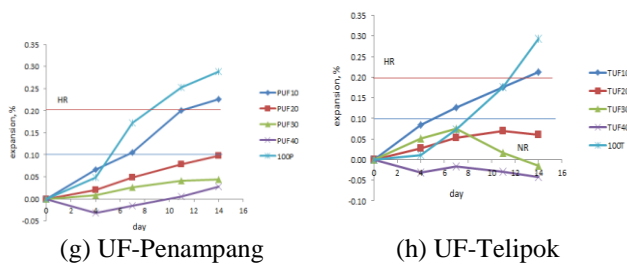 0.35
0.30
0.25
0.20
0.15
0.10
0.05
0.00
-0.05
expansion, %
HR
0 2 4 6 8 10 12 14 16
day
PUF10
PUF20
PUF30
PUF40
100P
(g) UF-Penampang
0.35
0.30
0.25
0.20
0.15
0.10
0.05
0.00
-0.05
-0.10
expansion, %
HR
NR
0 2 4 6 8 10 12 14 16
day
TUF10
TUF20
TUF30
TUF40
100T
(h) UF-Telipok